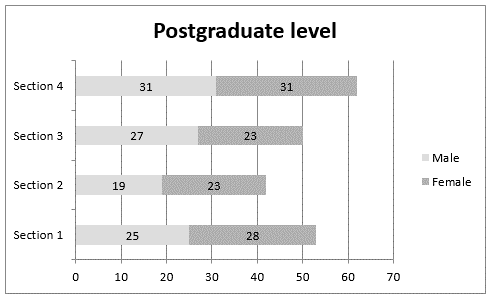 Postgraduate level
Section 4
31
31
Section 3
27
23
Section 2
19
23
Section 1
25
28
Male
Female
0 10 20 30 40 50 60 70